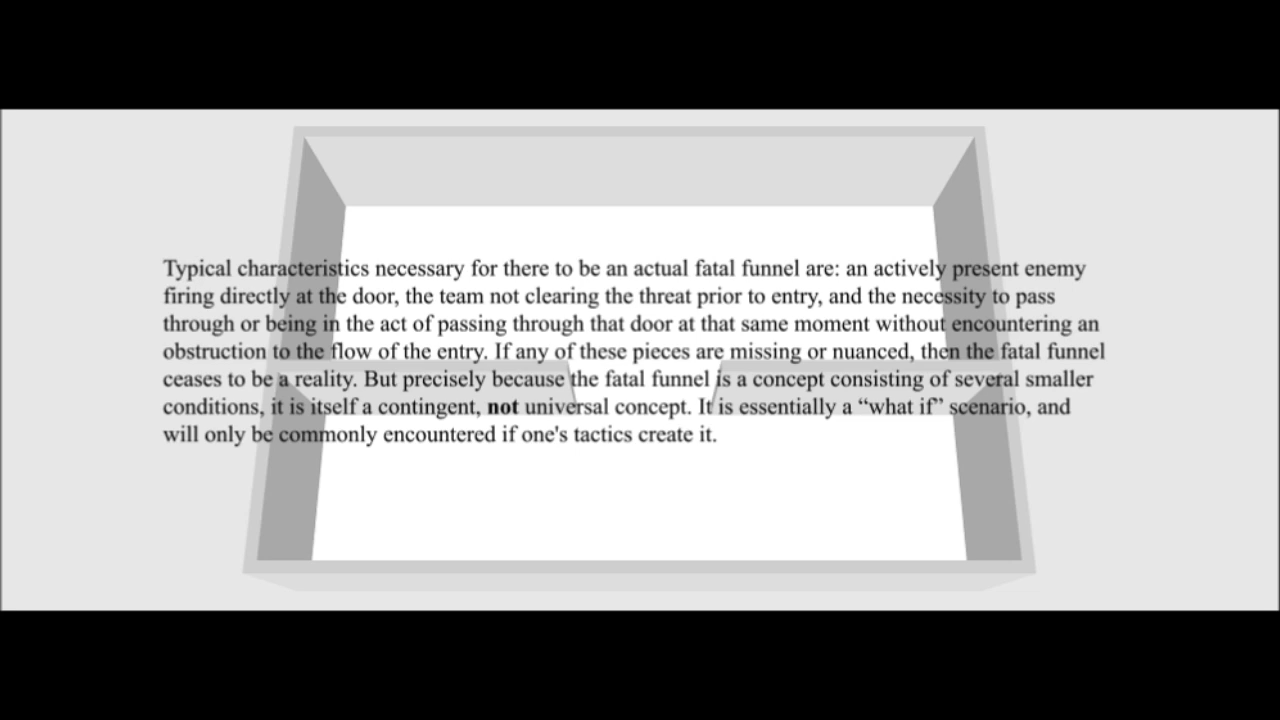 Typical characteristics necessary for there to be an actual fatal funnel are: an actively present enemy
firing directly at the door, the team not clearing the threat prior to entry, and the necessity to pass
through or being in the act of passing through that door at that same moment without encountering an
obstruction to the flow of the entry. If any of these pieces are missing or nuanced, then the fatal funnel
ceases to be a reality. But precisely because the fatal funnel is a concept consisting of several smaller
conditions, it is itself a contingent, not universal concept. It is essentially a “what if” scenario, and
will only be commonly encountered if one's tactics create it.